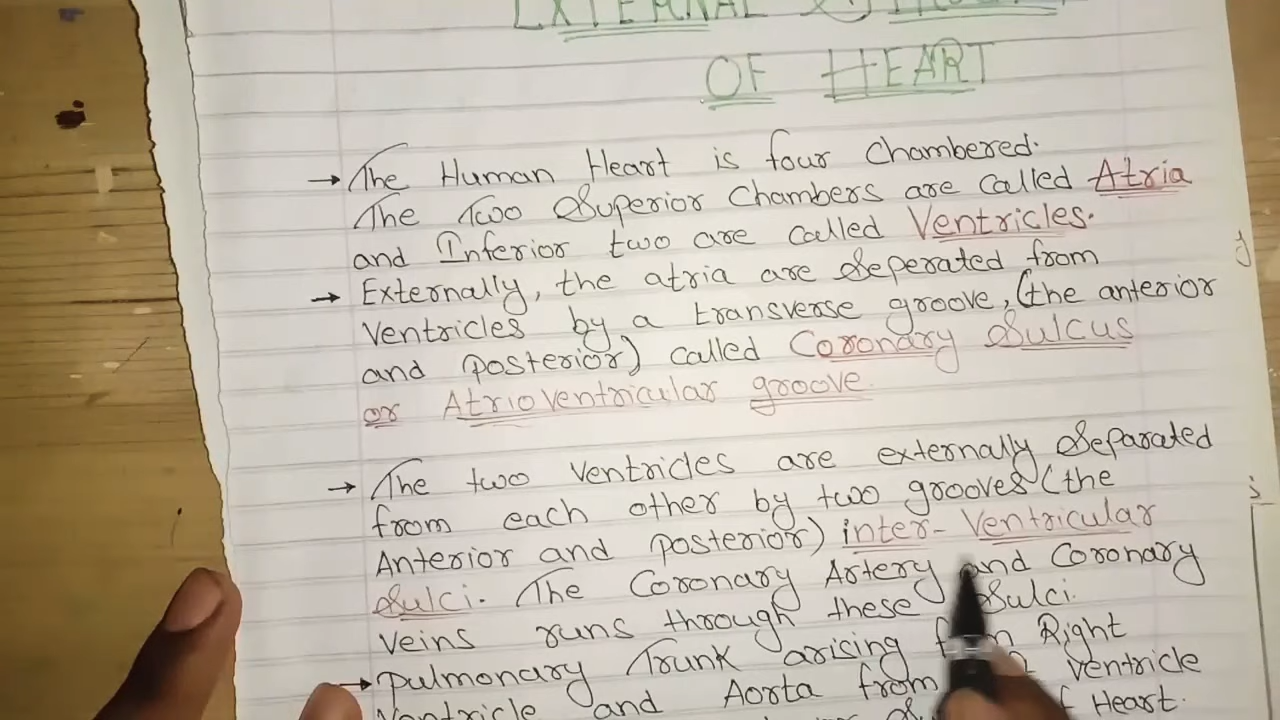 EXTERNAL
OF HEART
→ The Human Heart is four Chambered.
The Two Superior Chambers are called Atria
and Inferior two are called Ventricles.
→ Externally, the atria are Seperated from
Ventricles by a transverse groove, (the anterior
and posterior) called Coronary Sulcus
or Atrioventricular groove.
→ The two Ventricles are externally Separated
from each other by two grooves (the
Anterior and posterior) inter-Ventricular
Sulci. The Coronary Artery and Coronary
Veins runs through these Sulci.
→ Pulmonary Trunk arising from Right
Ventricle and Aorta from Ventricle
Heart.